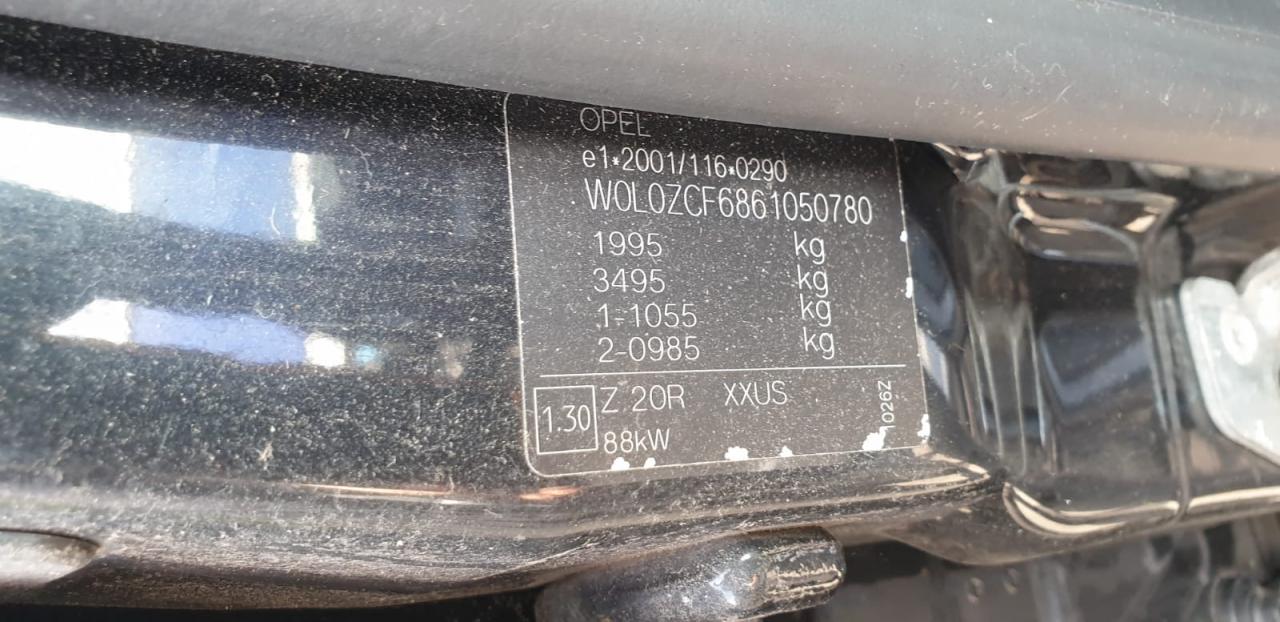 OPEL
e1*2001/116*0290
W0L0ZCF6861050780
1995 kg
3495 kg
1-1055 kg
2-0985 kg
1.30 Z 20R XXUS
88kW
1026Z